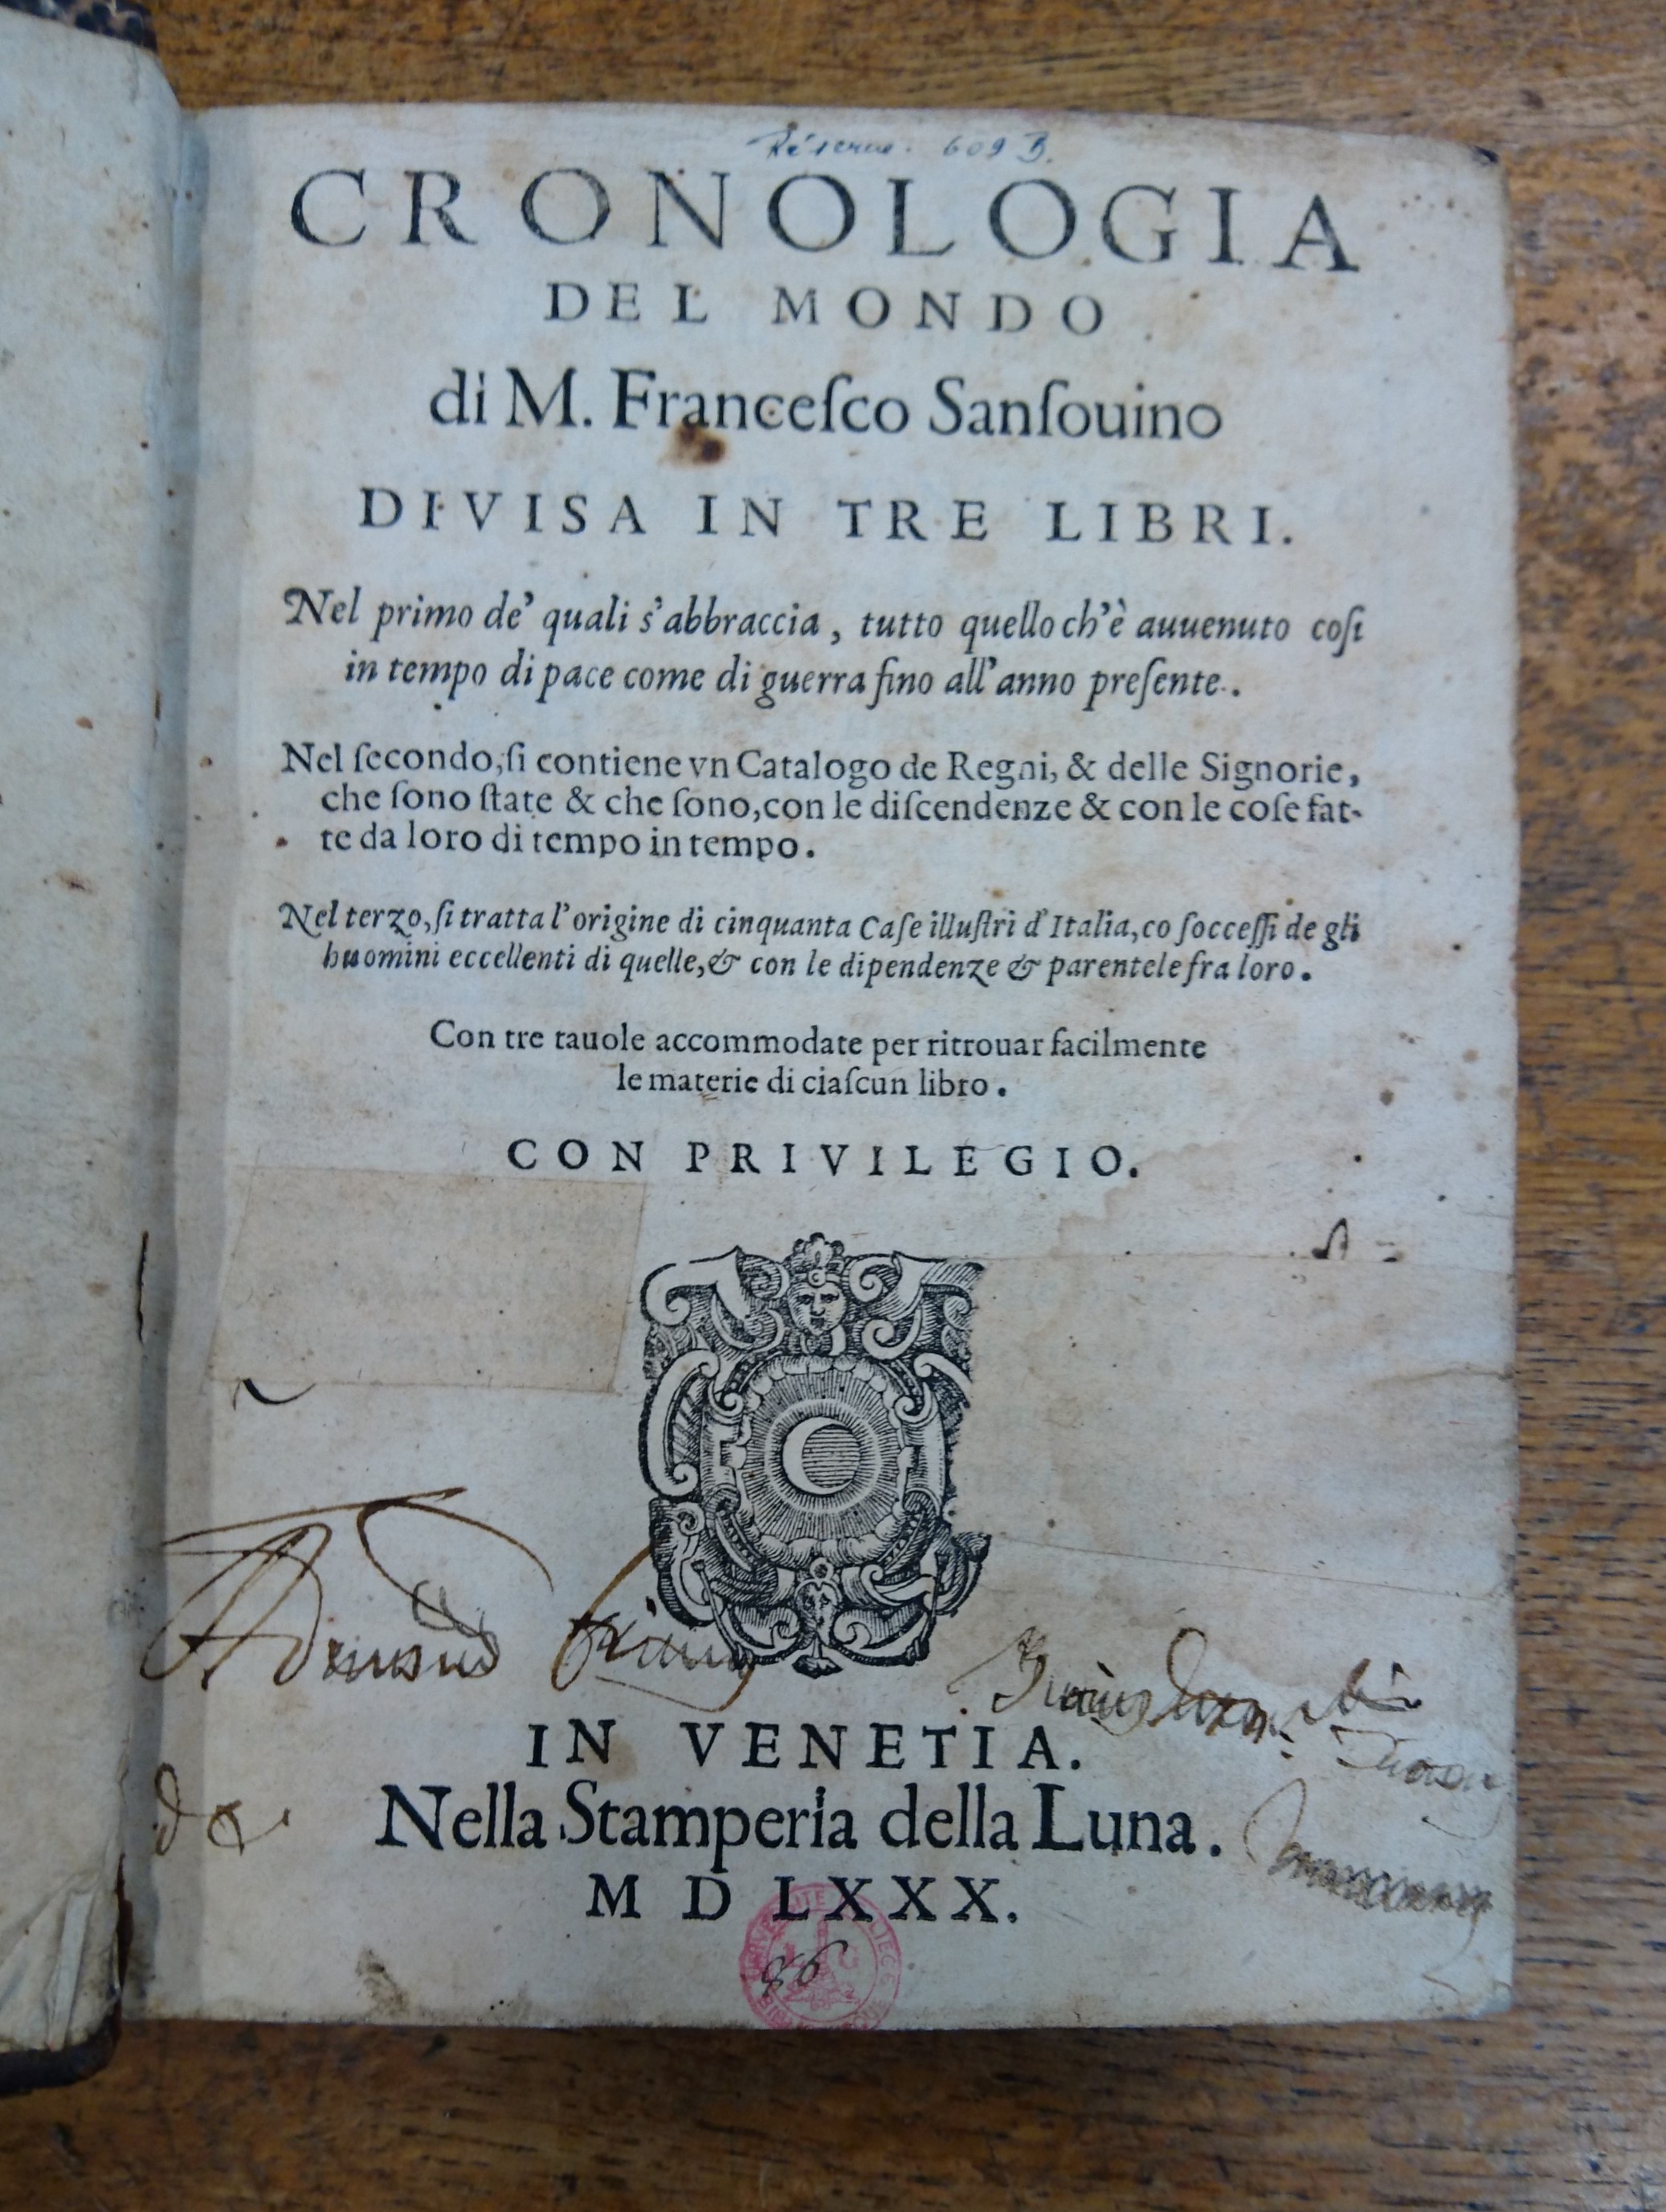 Réserve. 609 B.
CRONOLOGIA
DEL MONDO
di M. Franceſco Sanſouino
DIVISA IN TRE LIBRI.
Nel primo de' quali s'abbraccia, tutto quello ch'è auuenuto coſi
in tempo di pace come di guerra fino all'anno preſente.
Nel ſecondo, ſi contiene vn Catalogo de Regni, & delle Signorie,
che ſono ſtate & che ſono, con le diſcendenze & con le coſe fat-
te da loro di tempo in tempo.
Nel terzo, ſi tratta l'origine di cinquanta Caſe illuſtri d'Italia, co ſocceſſi de gli
huomini eccellenti di quelle, & con le dipendenze & parentele fra loro.
Con tre tauole accommodate per ritrouar facilmente
le materie di ciaſcun libro.
CON PRIVILEGIO.
IN VENETIA.
Nella Stamperia della Luna.
M D LXXX.
86